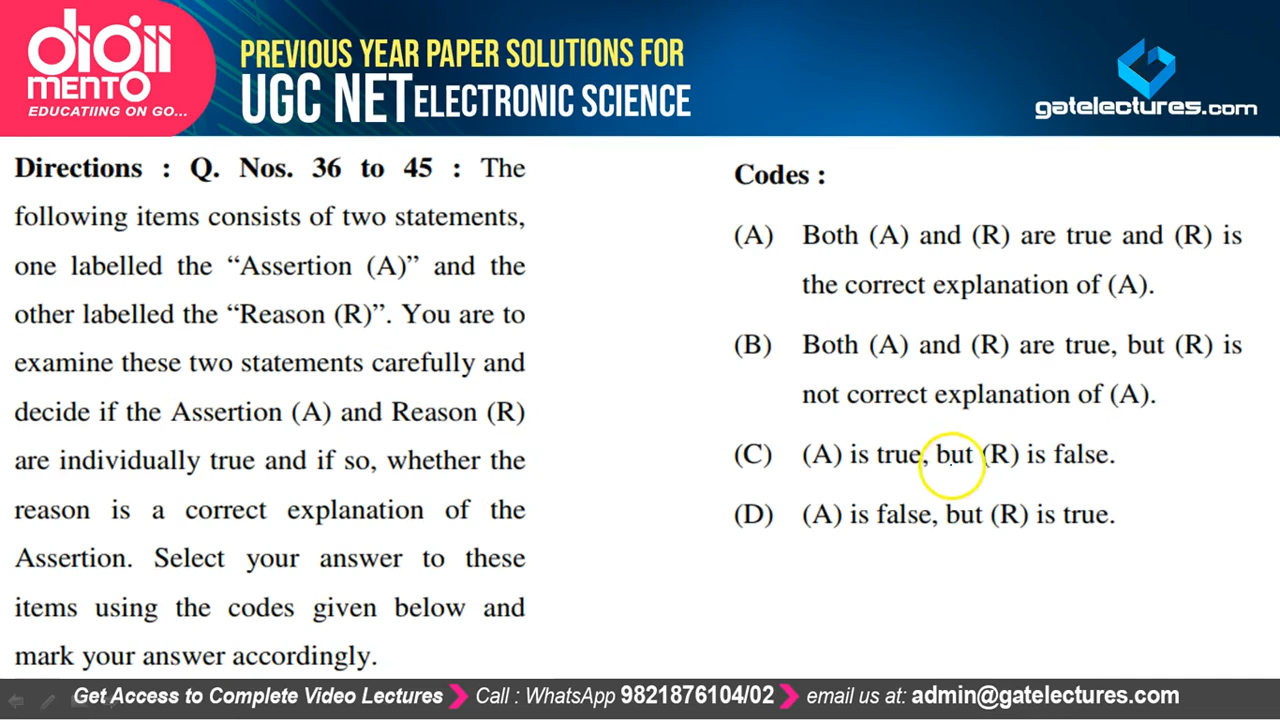 digii
MENTO
EDUCATIING ON GO...
PREVIOUS YEAR PAPER SOLUTIONS FOR
UGC NET ELECTRONIC SCIENCE
gatelectures.com
Directions : Q. Nos. 36 to 45 : The
following items consists of two statements,
one labelled the “Assertion (A)” and the
other labelled the “Reason (R)”. You are to
examine these two statements carefully and
decide if the Assertion (A) and Reason (R)
are individually true and if so, whether the
reason is a correct explanation of the
Assertion. Select your answer to these
items using the codes given below and
mark your answer accordingly.
Codes :
(A) Both (A) and (R) are true and (R) is
the correct explanation of (A).
(B) Both (A) and (R) are true, but (R) is
not correct explanation of (A).
(C) (A) is true, but (R) is false.
(D) (A) is false, but (R) is true.
Get Access to Complete Video Lectures Call : WhatsApp 9821876104/02 email us at: admin@gatelectures.com